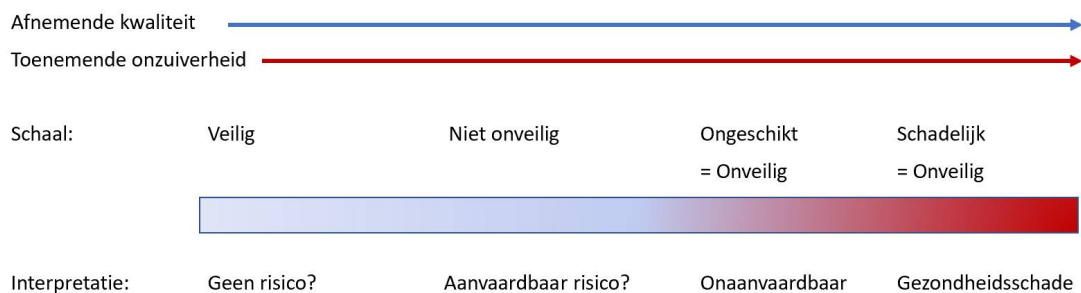 Afnemende kwaliteit
Toenemende onzuiverheid
Schaal: Veilig Niet onveilig Ongeschikt Schadelijk
= Onveilig = Onveilig
Interpretatie: Geen risico? Aanvaardbaar risico? Onaanvaardbaar Gezondheidsschade